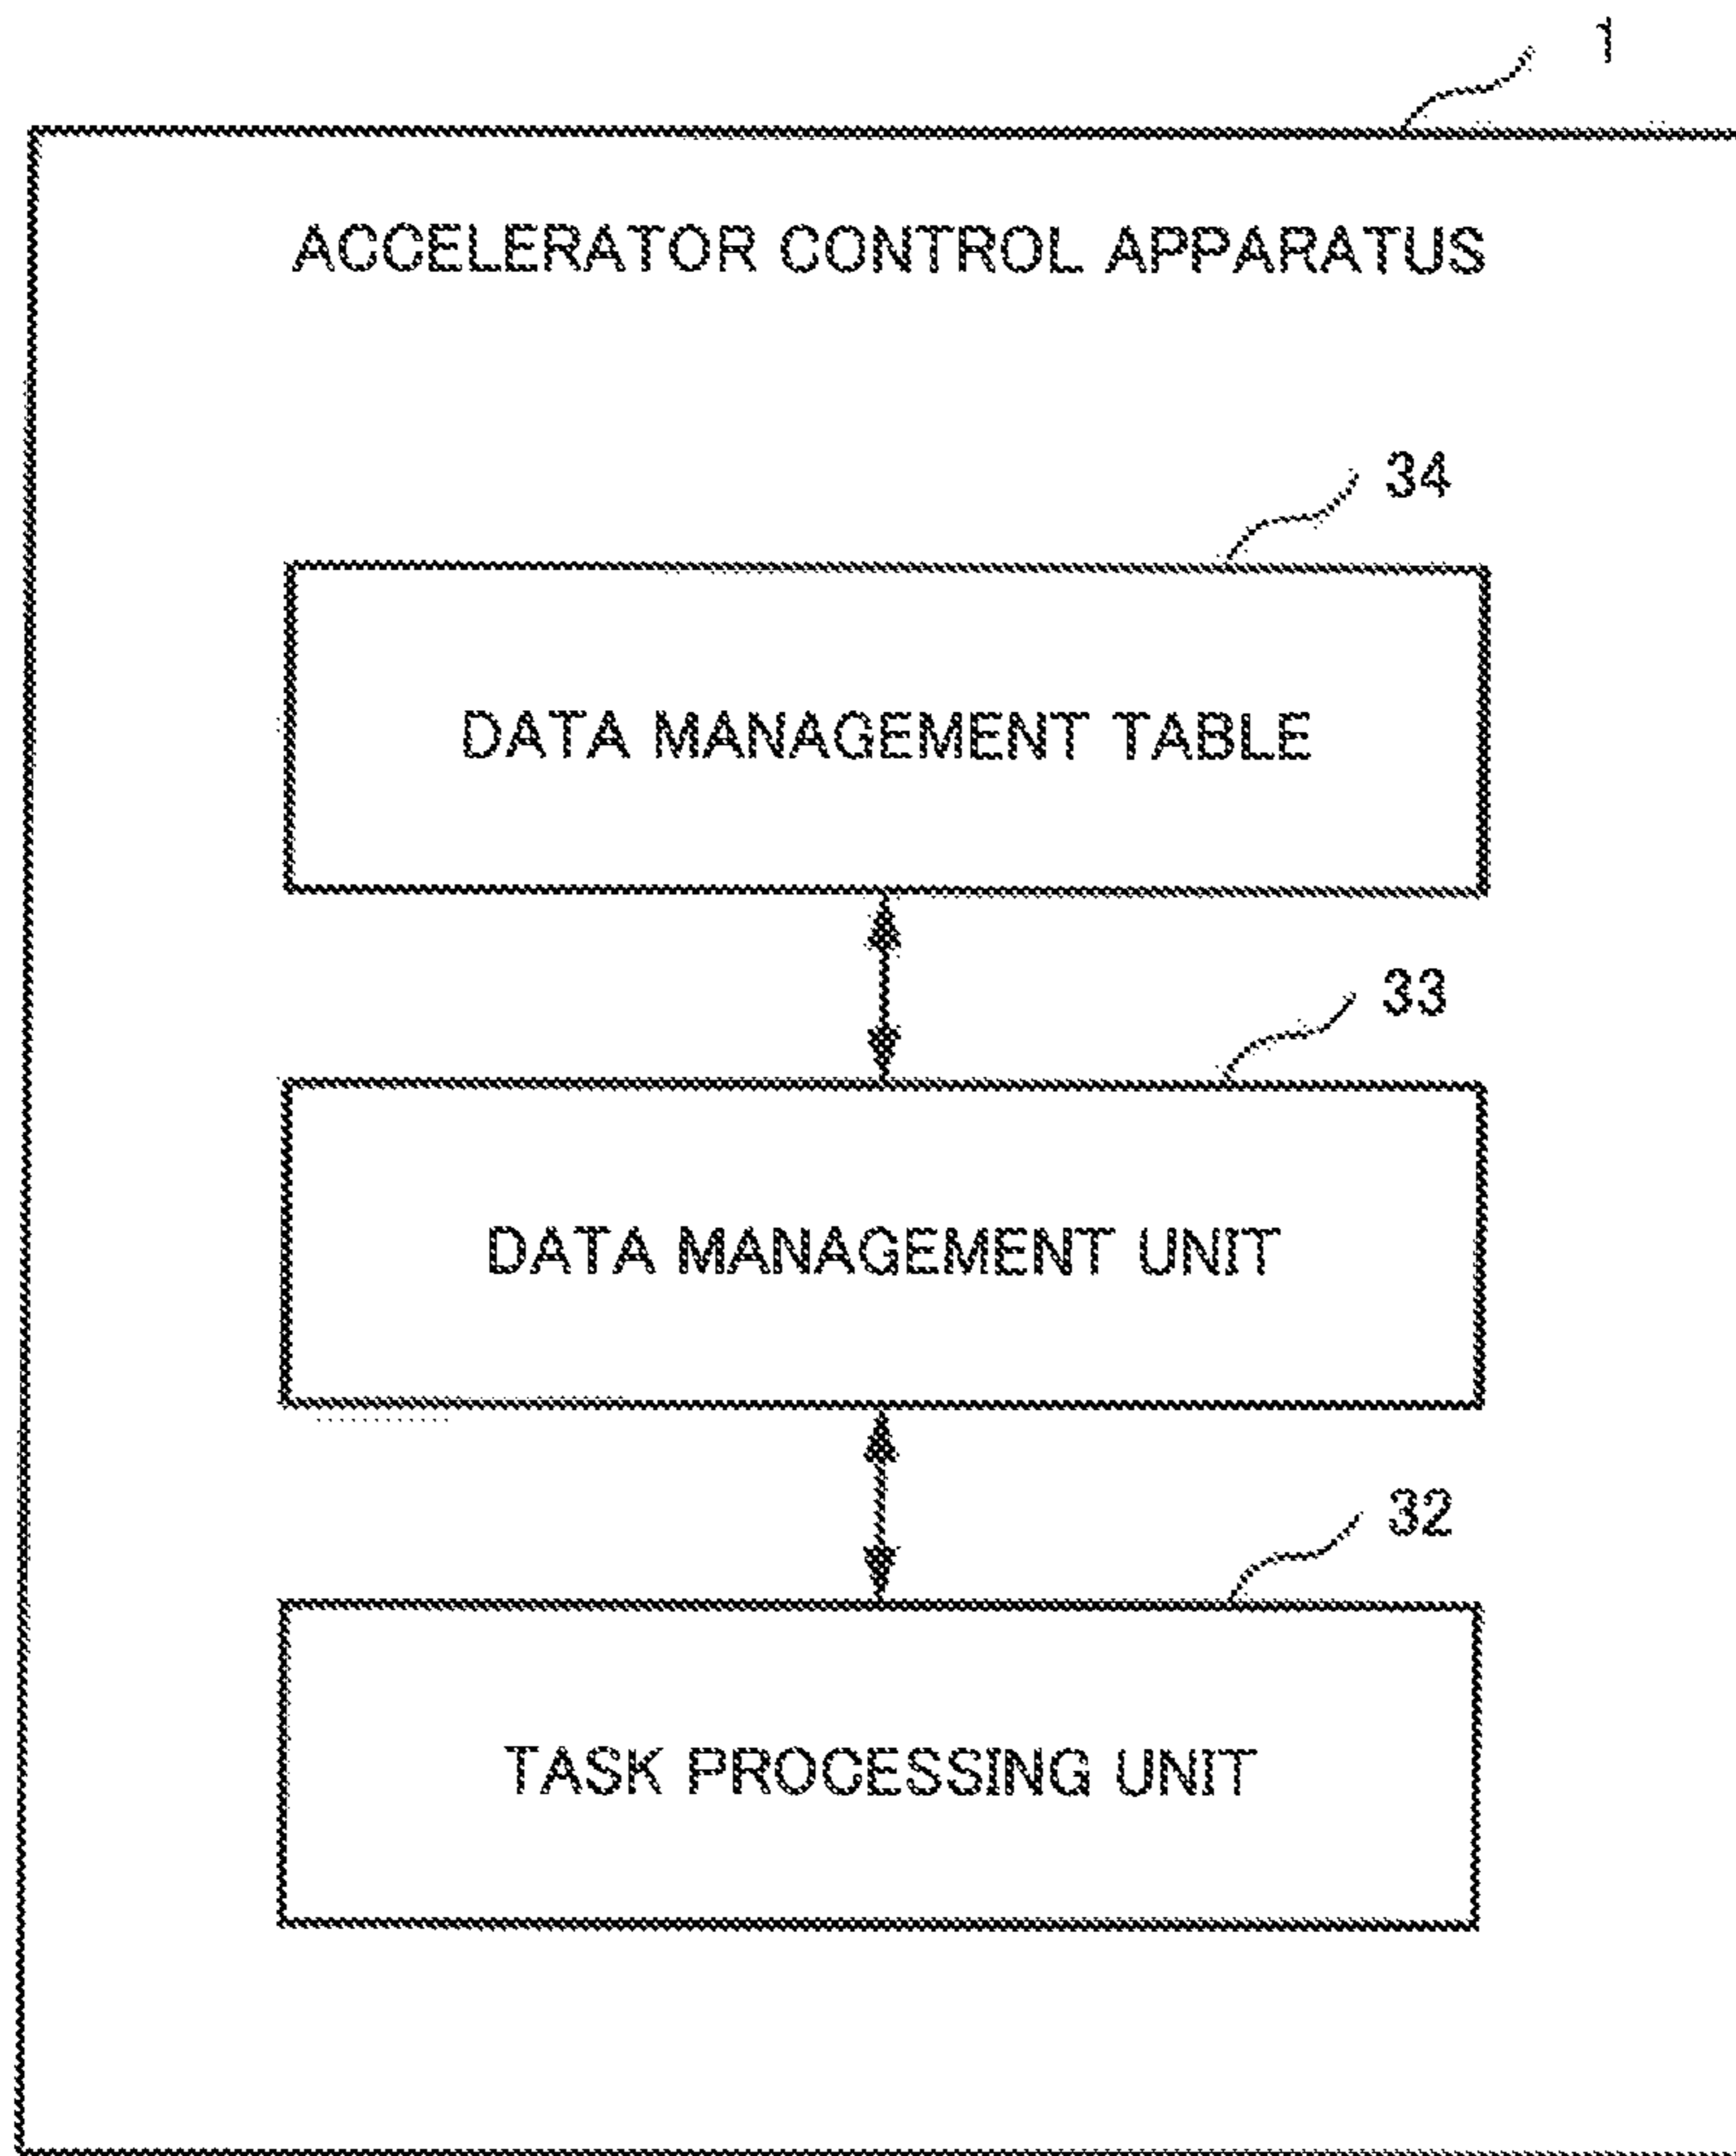 1
ACCELERATOR CONTROL APPARATUS
34
DATA MANAGEMENT TABLE
33
DATA MANAGEMENT UNIT
32
TASK PROCESSING UNIT